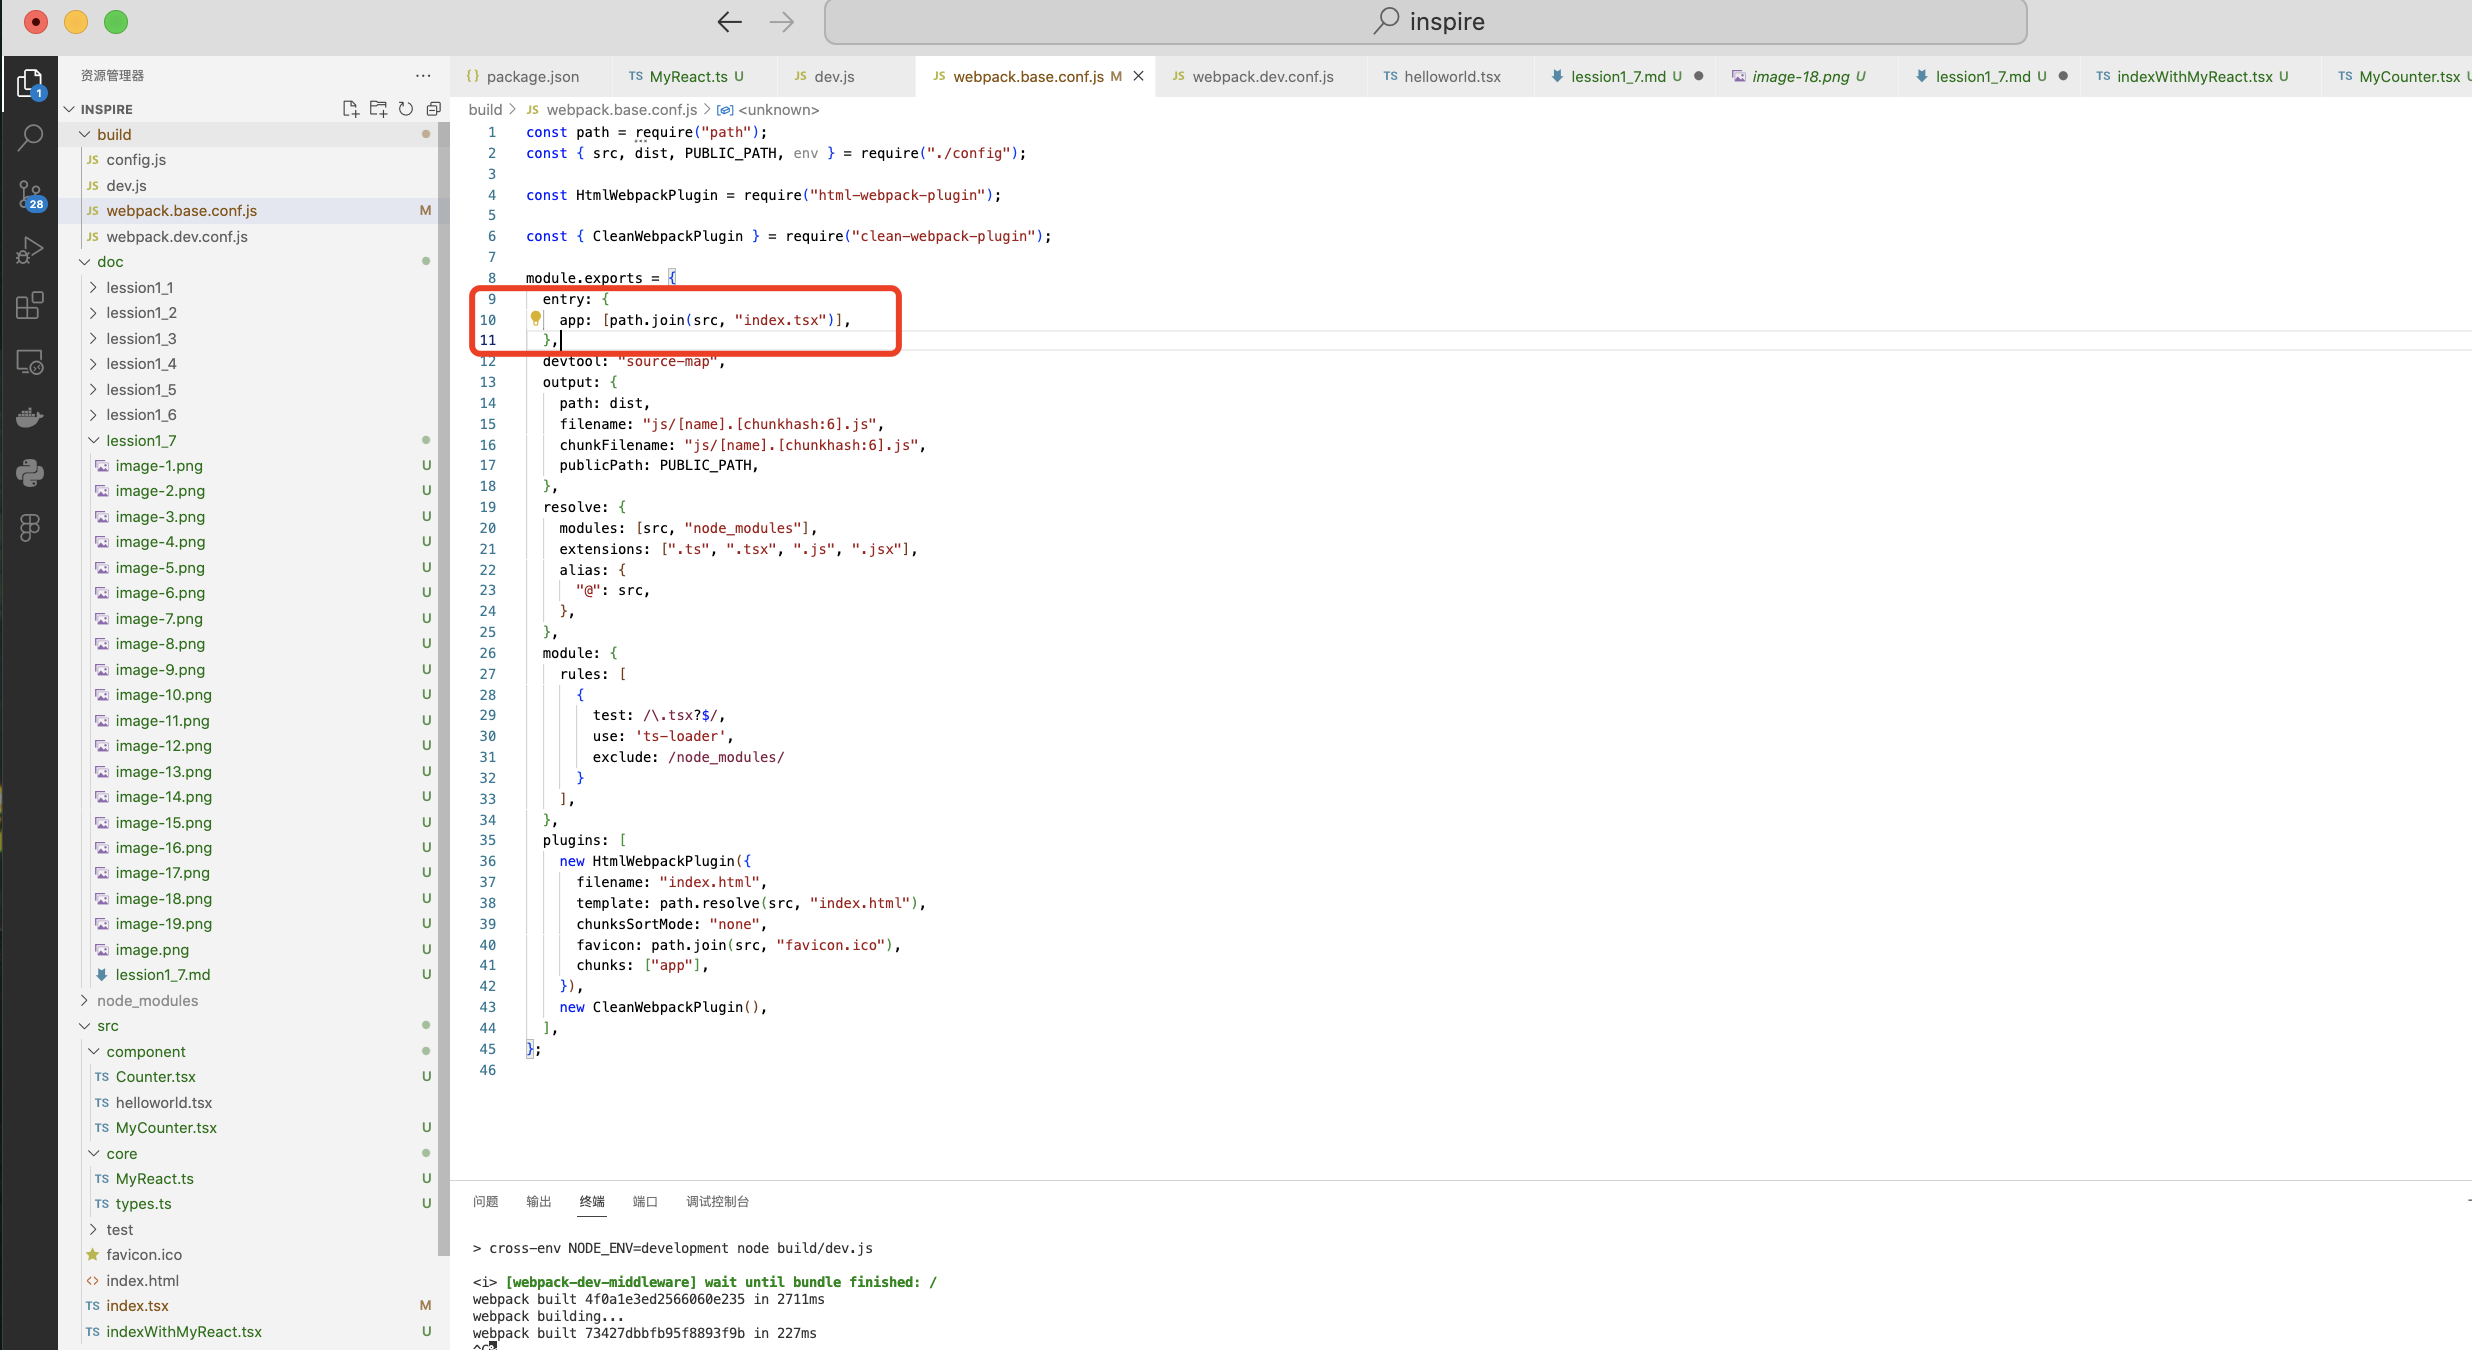 inspire
资源管理器
INSPIRE
build
config.js
dev.js
webpack.base.conf.js M
webpack.dev.conf.js
doc
lession1_1
lession1_2
lession1_3
lession1_4
lession1_5
lession1_6
lession1_7
image-1.png U
image-2.png U
image-3.png U
image-4.png U
image-5.png U
image-6.png U
image-7.png U
image-8.png U
image-9.png U
image-10.png U
image-11.png U
image-12.png U
image-13.png U
image-14.png U
image-15.png U
image-16.png U
image-17.png U
image-18.png U
image-19.png U
image.png U
lession1_7.md U
node_modules
src
component
TS Counter.tsx U
TS helloworld.tsx
TS MyCounter.tsx U
core
TS MyReact.ts U
TS types.ts U
test
favicon.ico
index.html
TS index.tsx M
TS indexWithMyReact.tsx U
1
28
{} package.json
TS MyReact.ts U
JS dev.js
JS webpack.base.conf.js M
JS webpack.dev.conf.js
TS helloworld.tsx
lession1_7.md U
image-18.png U
lession1_7.md U
TS indexWithMyReact.tsx U
TS MyCounter.tsx
build > JS webpack.base.conf.js > <unknown>
1 const path = require("path");
2 const { src, dist, PUBLIC_PATH, env } = require("./config");
3
4 const HtmlWebpackPlugin = require("html-webpack-plugin");
5
6 const { CleanWebpackPlugin } = require("clean-webpack-plugin");
7
8 module.exports = {
9 entry: {
10 app: [path.join(src, "index.tsx")],
11 },
12 devtool: "source-map",
13 output: {
14 path: dist,
15 filename: "js/[name].[chunkhash:6].js",
16 chunkFilename: "js/[name].[chunkhash:6].js",
17 publicPath: PUBLIC_PATH,
18 },
19 resolve: {
20 modules: [src, "node_modules"],
21 extensions: [".ts", ".tsx", ".js", ".jsx"],
22 alias: {
23 "@": src,
24 },
25 },
26 module: {
27 rules: [
28 {
29 test: /\.tsx?$/,
30 use: 'ts-loader',
31 exclude: /node_modules/
32 }
33 ],
34 },
35 plugins: [
36 new HtmlWebpackPlugin({
37 filename: "index.html",
38 template: path.resolve(src, "index.html"),
39 chunksSortMode: "none",
40 favicon: path.join(src, "favicon.ico"),
41 chunks: ["app"],
42 }),
43 new CleanWebpackPlugin(),
44 ],
45 };
46
问题 输出 终端 端口 调试控制台
> cross-env NODE_ENV=development node build/dev.js
<i> [webpack-dev-middleware] wait until bundle finished: /
webpack built 4f0a1e3ed2566060e235 in 2711ms
webpack building...
webpack built 73427dbbfb95f8893f9b in 227ms